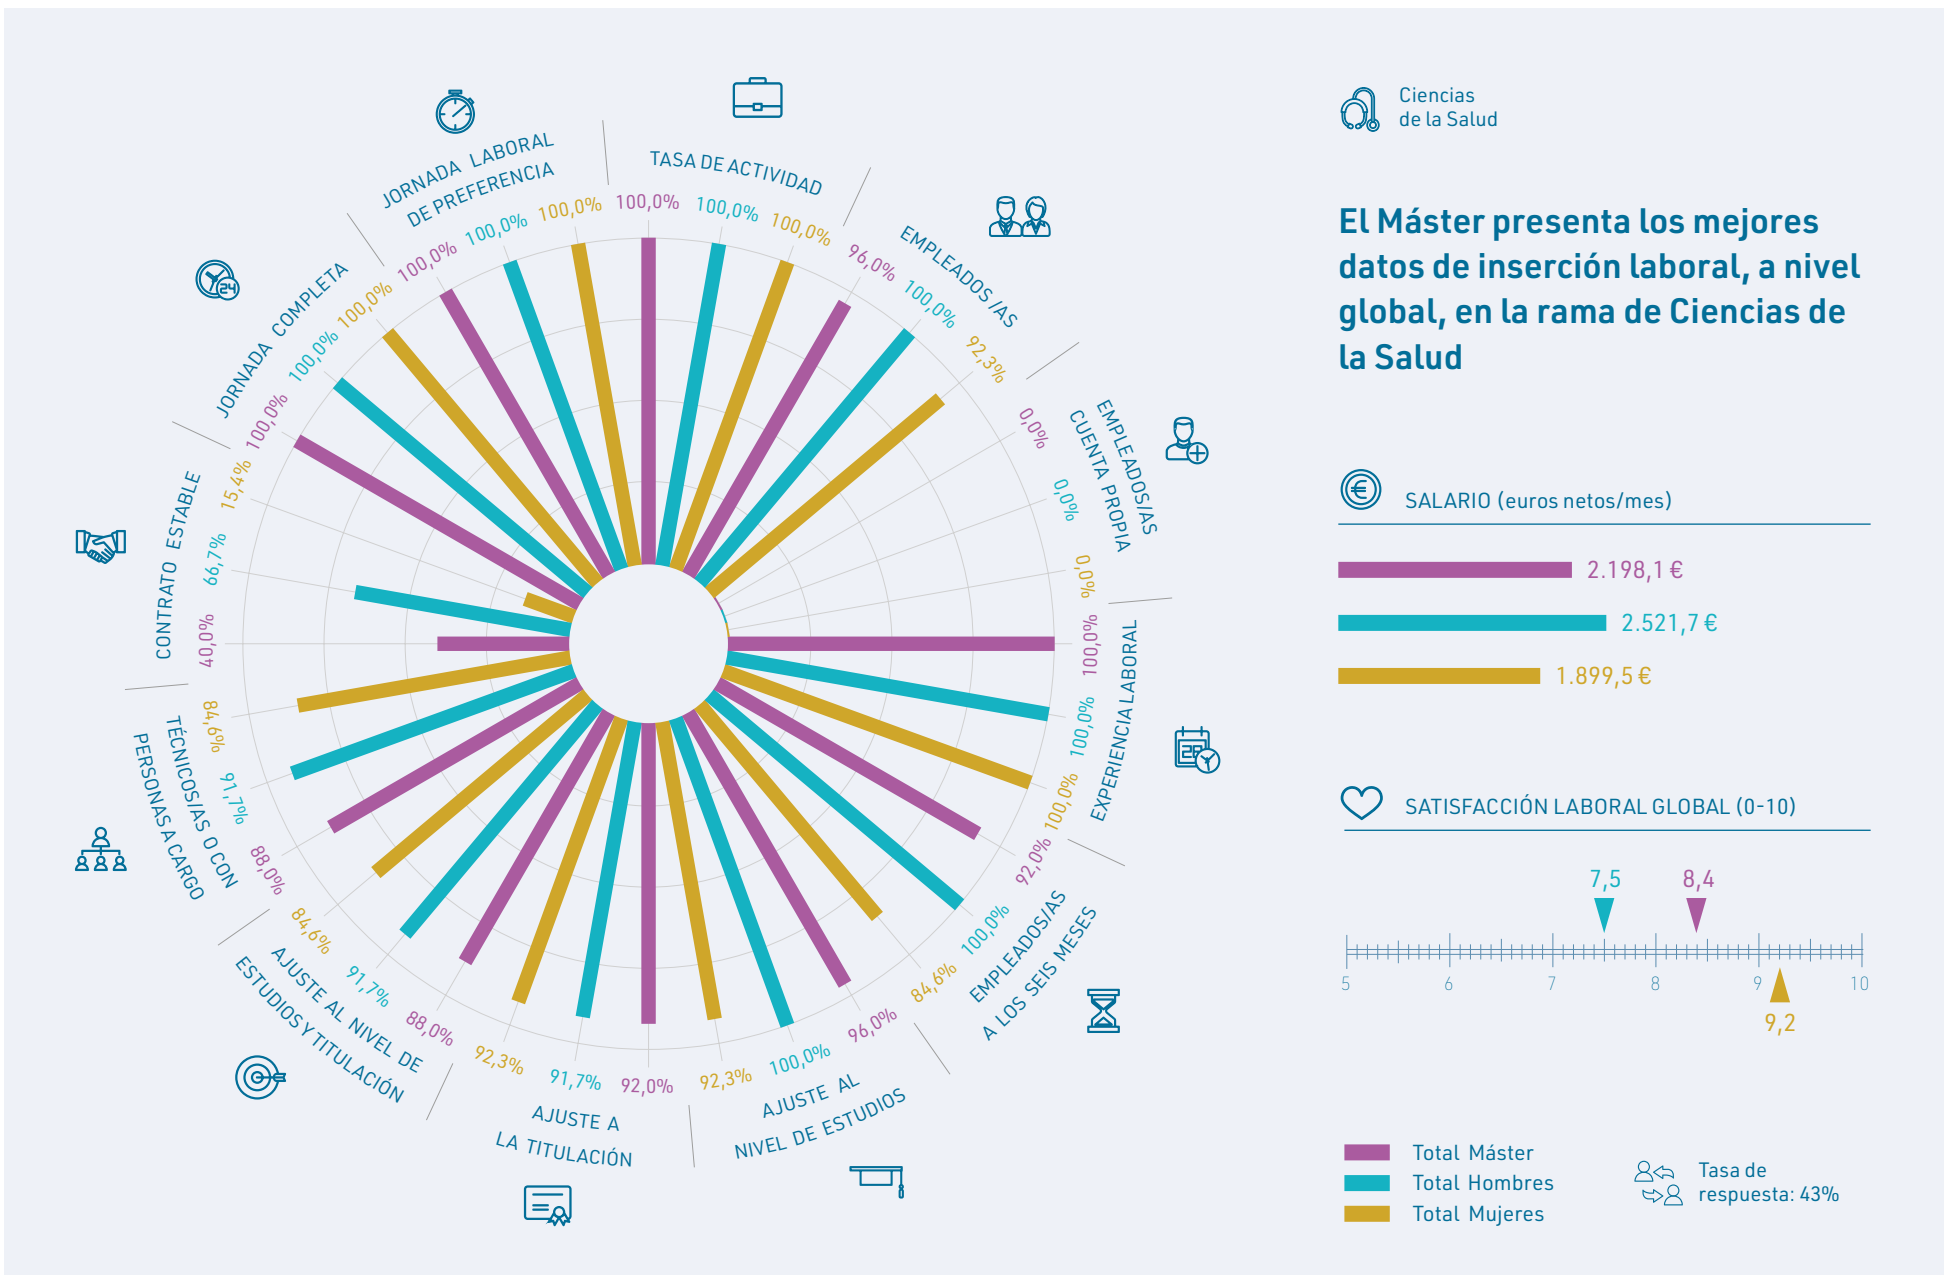 JORNADA LABORAL
DE PREFERENCIA
100,0%
100,0%
100,0%
TASA DE ACTIVIDAD
100,0%
100,0%
100,0%
EMPLEADOS /AS
96,0%
100,0%
92,3%
EMPLEADOS/AS
CUENTA PROPIA
0,0%
0,0%
0,0%
EXPERIENCIA LABORAL
100,0%
100,0%
100,0%
EMPLEADOS/AS
A LOS SEIS MESES
92,0%
100,0%
84,6%
AJUSTE AL
NIVEL DE ESTUDIOS
96,0%
100,0%
92,3%
AJUSTE A
LA TITULACIÓN
92,0%
91,7%
92,3%
AJUSTE AL NIVEL DE
ESTUDIOS Y TITULACIÓN
88,0%
91,7%
84,6%
TÉCNICOS/AS O CON
PERSONAS A CARGO
88,0%
91,7%
84,6%
CONTRATO ESTABLE
40,0%
66,7%
15,4%
JORNADA COMPLETA
100,0%
100,0%
100,0%
24
Ciencias
de la Salud
El Máster presenta los mejores
datos de inserción laboral, a nivel
global, en la rama de Ciencias de
la Salud
€
SALARIO (euros netos/mes)
2.198,1 €
2.521,7 €
1.899,5 €
SATISFACCIÓN LABORAL GLOBAL (0-10)
7,5
8,4
5
6
7
8
9
10
9,2
Total Máster
Total Hombres
Total Mujeres
Tasa de
respuesta: 43%